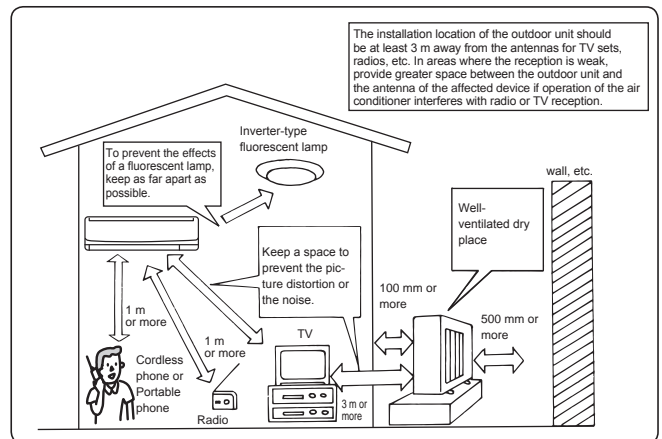 The installation location of the outdoor unit should
be at least 3 m away from the antennas for TV sets,
radios, etc. In areas where the reception is weak,
provide greater space between the outdoor unit and
the antenna of the affected device if operation of the air
conditioner interferes with radio or TV reception.
Inverter-type
fluorescent lamp
To prevent the effects
of a fluorescent lamp,
keep as far apart as
possible.
wall, etc.
Well-
ventilated dry
place
Keep a space to
prevent the pic-
ture distortion or
the noise.
100 mm or
more
500 mm or
more
1 m
or more
1 m
or more
TV
Cordless
phone or
Portable
phone
Radio
3 m or
more